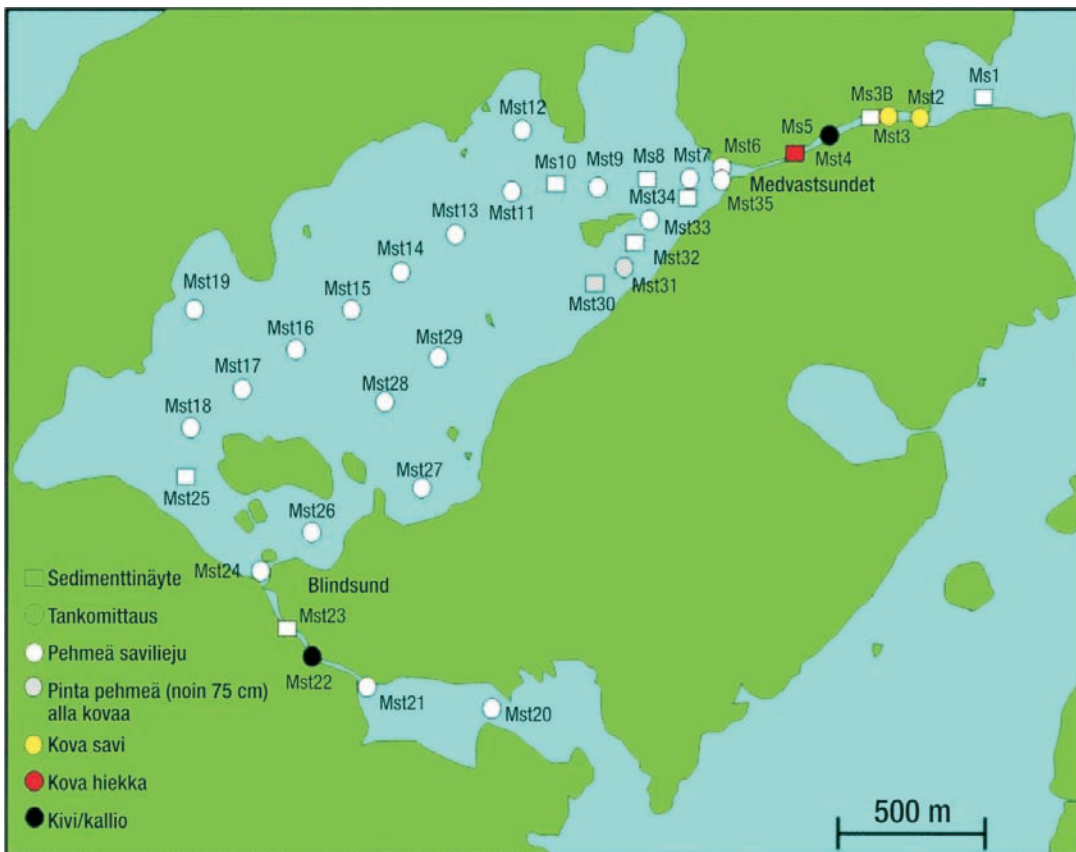 Ms1
Ms3B
Mst2
Mst12
Ms5
Mst3
Mst4
Mst6
Ms10
Mst9
Ms8
Mst7
Medvastsundet
Mst11
Mst34
Mst35
Mst13
Mst33
Mst14
Mst32
Mst31
Mst19
Mst15
Mst30
Mst16
Mst29
Mst17
Mst28
Mst18
Mst27
Mst25
Mst26
Mst24
Blindsund
Mst23
Mst22
Mst21
Mst20
Sedimenttinäyte
Tankomittaus
Pehmeä savilieju
Pinta pehmeä (noin 75 cm)
alla kovaa
Kova savi
Kova hiekka
Kivi/kallio
500 m